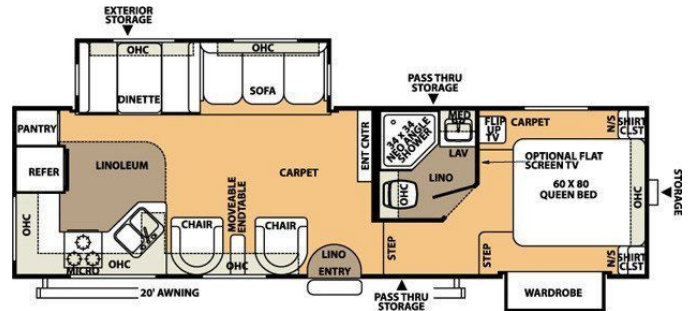 EXTERIOR
STORAGE
OHC
OHC
DINETTE
SOFA
PASS THRU
STORAGE
PANTRY
REFER
LINOLEUM
CARPET
ENT CNTR
34 X 34
NEO ANGLE
SHOWER
MED
LAV
FLIP
UP
TV
CARPET
N/S
SHIRT
CLST
OPTIONAL FLAT
SCREEN TV
LINO
OHC
60 X 80
QUEEN BED
OHC
STORAGE
OHC
MICRO
OHC
CHAIR
MOVEABLE
ENDTABLE
CHAIR
OHC
LINO
ENTRY
STEP
STEP
N/S
SHIRT
CLST
WARDROBE
20' AWNING
PASS THRU
STORAGE